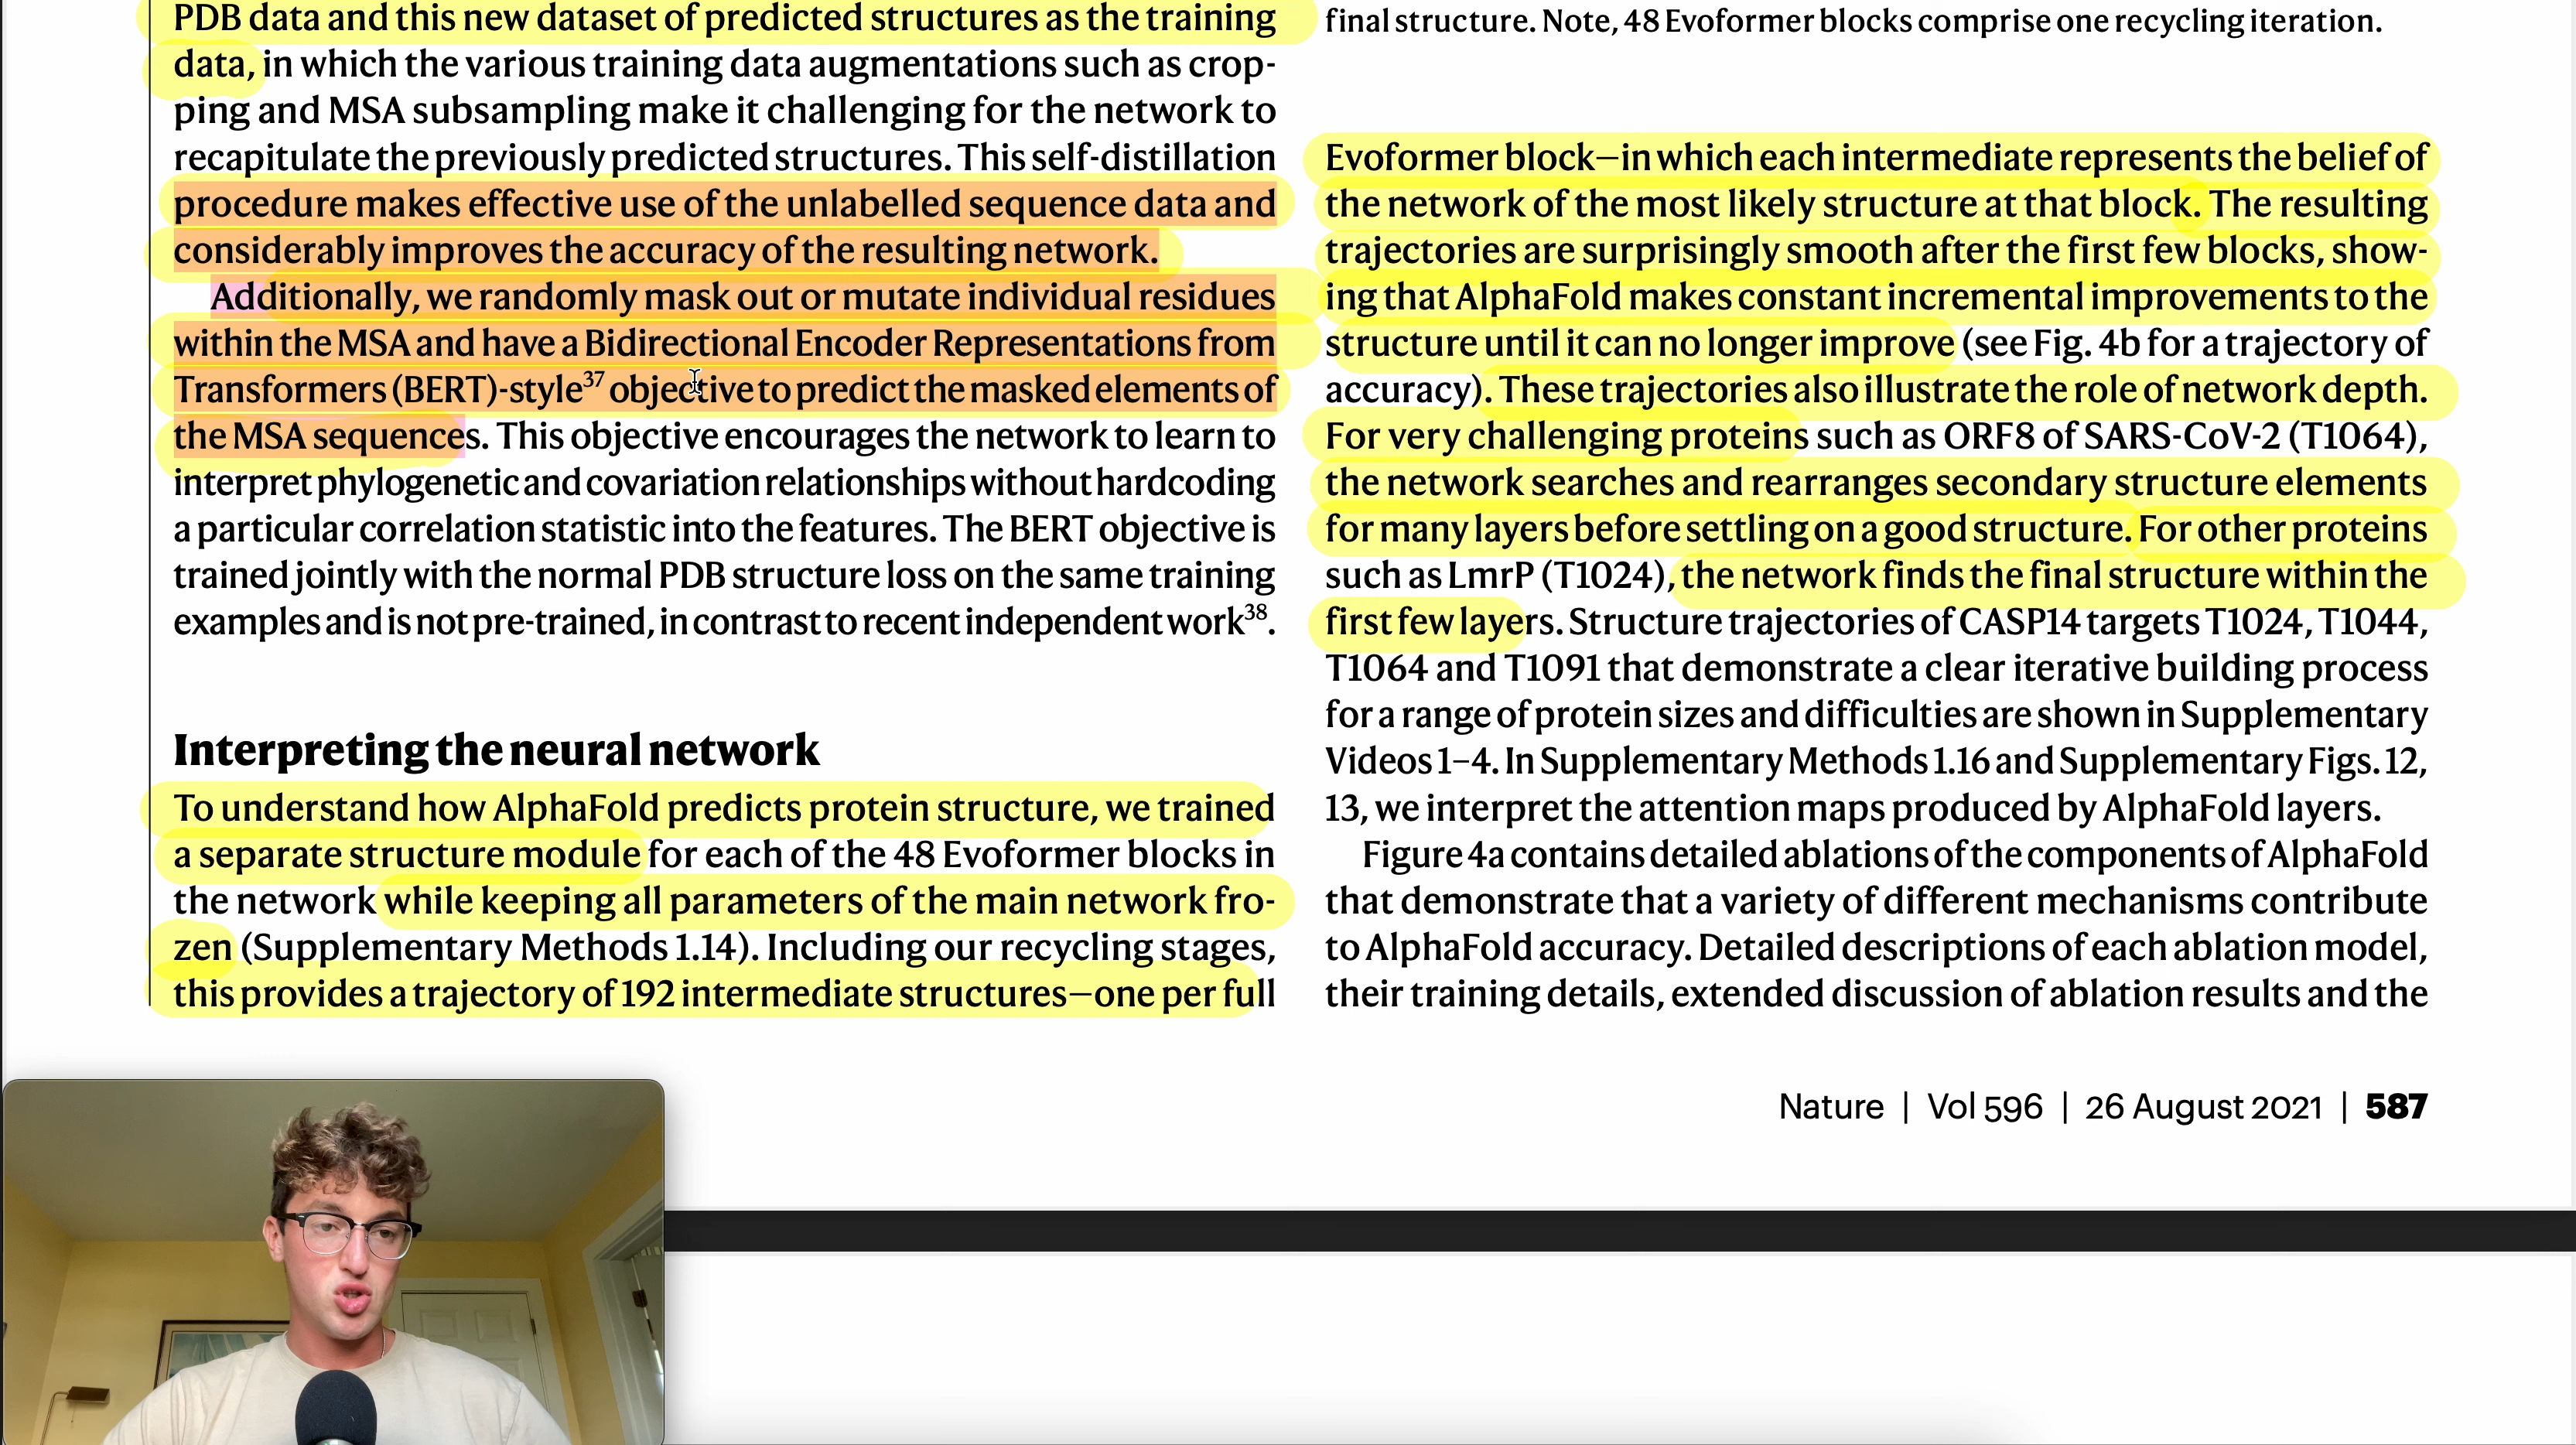 PDB data and this new dataset of predicted structures as the training
data, in which the various training data augmentations such as crop-
ping and MSA subsampling make it challenging for the network to
recapitulate the previously predicted structures. This self-distillation
procedure makes effective use of the unlabelled sequence data and
considerably improves the accuracy of the resulting network.
Additionally, we randomly mask out or mutate individual residues
within the MSA and have a Bidirectional Encoder Representations from
Transformers (BERT)-style37 objective to predict the masked elements of
the MSA sequences. This objective encourages the network to learn to
interpret phylogenetic and covariation relationships without hardcoding
a particular correlation statistic into the features. The BERT objective is
trained jointly with the normal PDB structure loss on the same training
examples and is not pre-trained, in contrast to recent independent work38.
Interpreting the neural network
To understand how AlphaFold predicts protein structure, we trained
a separate structure module for each of the 48 Evoformer blocks in
the network while keeping all parameters of the main network fro-
zen (Supplementary Methods 1.14). Including our recycling stages,
this provides a trajectory of 192 intermediate structures—one per full
final structure. Note, 48 Evoformer blocks comprise one recycling iteration.
Evoformer block—in which each intermediate represents the belief of
the network of the most likely structure at that block. The resulting
trajectories are surprisingly smooth after the first few blocks, show-
ing that AlphaFold makes constant incremental improvements to the
structure until it can no longer improve (see Fig. 4b for a trajectory of
accuracy). These trajectories also illustrate the role of network depth.
For very challenging proteins such as ORF8 of SARS-CoV-2 (T1064),
the network searches and rearranges secondary structure elements
for many layers before settling on a good structure. For other proteins
such as LmrP (T1024), the network finds the final structure within the
first few layers. Structure trajectories of CASP14 targets T1024, T1044,
T1064 and T1091 that demonstrate a clear iterative building process
for a range of protein sizes and difficulties are shown in Supplementary
Videos 1–4. In Supplementary Methods 1.16 and Supplementary Figs. 12,
13, we interpret the attention maps produced by AlphaFold layers.
Figure 4a contains detailed ablations of the components of AlphaFold
that demonstrate that a variety of different mechanisms contribute
to AlphaFold accuracy. Detailed descriptions of each ablation model,
their training details, extended discussion of ablation results and the
Nature | Vol 596 | 26 August 2021 | 587